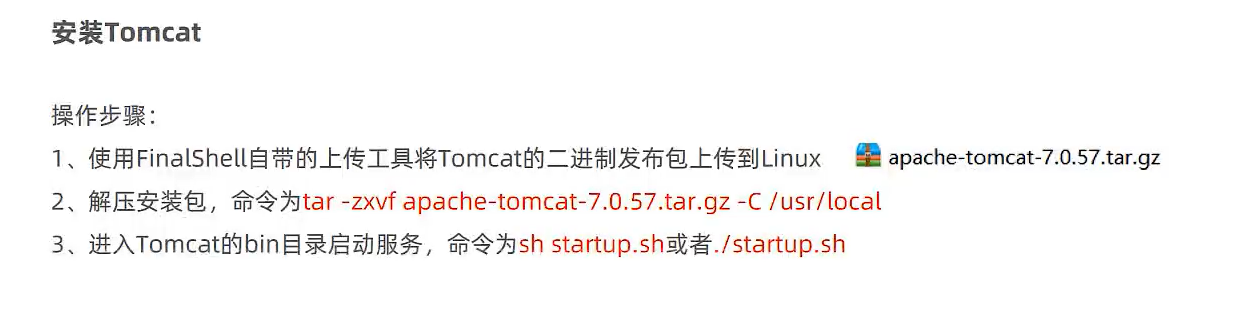 安装Tomcat
操作步骤：
1、使用FinalShell自带的上传工具将Tomcat的二进制发布包上传到Linux apache-tomcat-7.0.57.tar.gz
2、解压安装包，命令为tar -zxvf apache-tomcat-7.0.57.tar.gz -C /usr/local
3、进入Tomcat的bin目录启动服务，命令为sh startup.sh或者./startup.sh